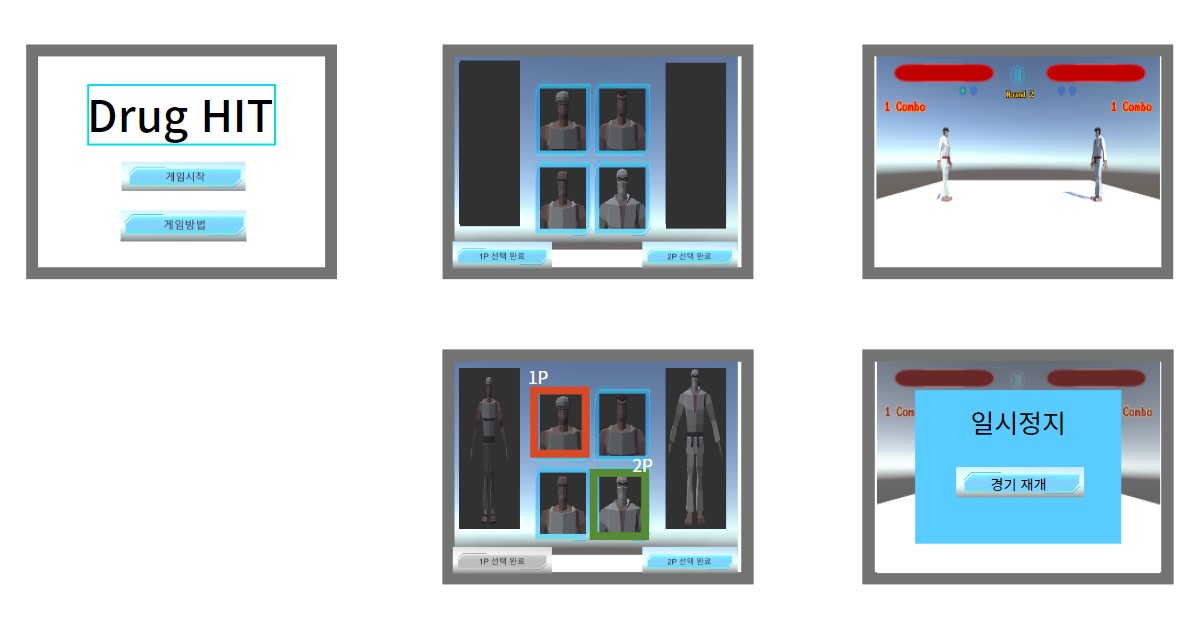 Drug HIT
게임시작
게임방법
1P 선택 완료
2P 선택 완료
Round 2
1 Combo
1 Combo
1P
2P
1P 선택 완료
2P 선택 완료
1 Com
Combo
일시정지
경기 재개